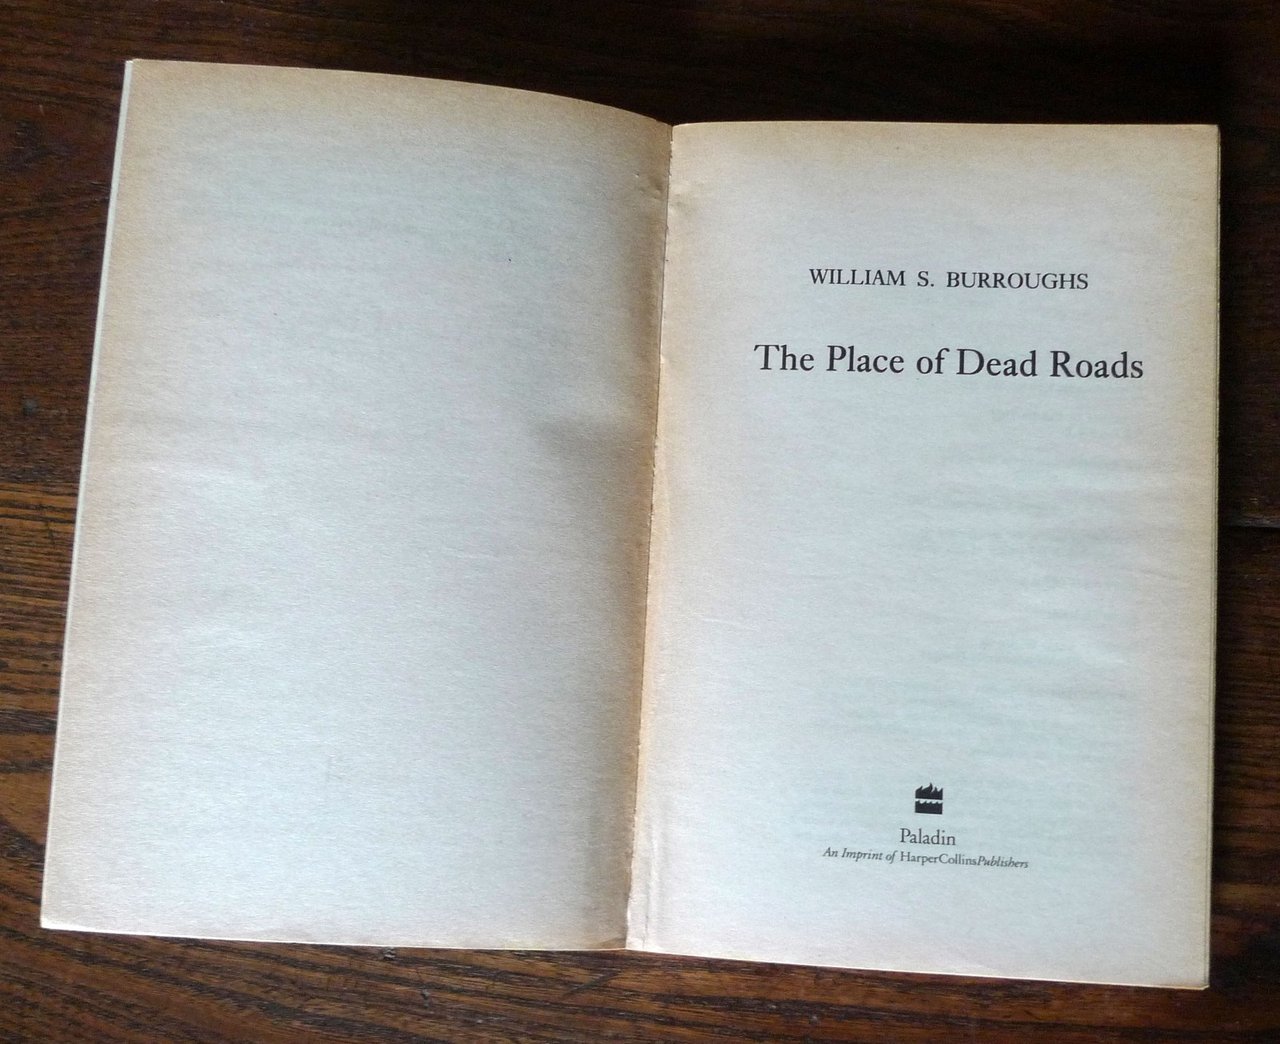 WILLIAM S. BURROUGHS
The Place of Dead Roads
Paladin
An Imprint of HarperCollinsPublishers